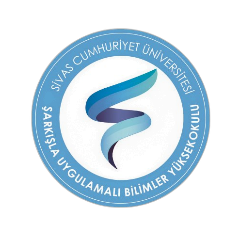 SİVAS CUMHURİYET ÜNİVERSİTESİ
ŞARKIŞLA UYGULAMALI BİLİMLER YÜKSEKOKULU